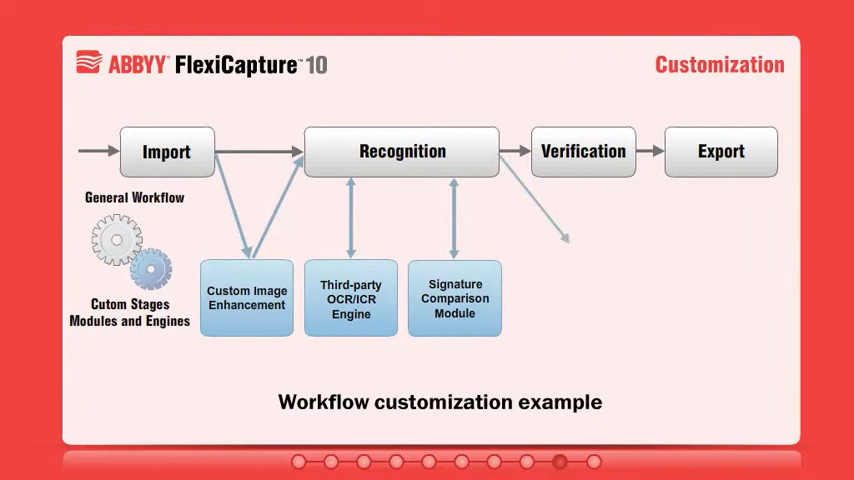 ABBYY FlexiCapture™ 10
Customization
Import
Recognition
Verification
Export
General Workflow
Cutom Stages
Modules and Engines
Custom Image
Enhancement
Third-party
OCR/ICR
Engine
Signature
Comparison
Module
Workflow customization example